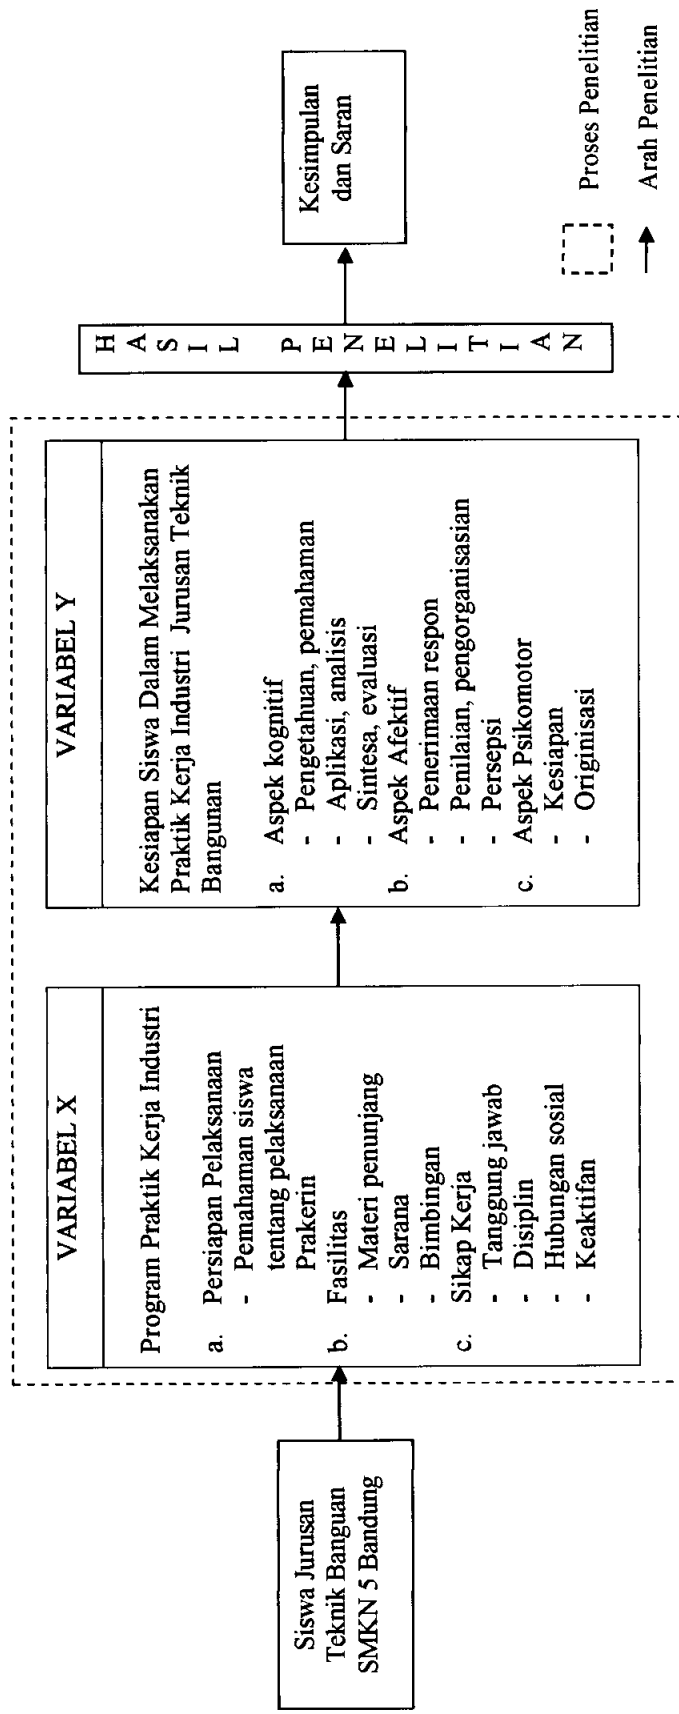 Siswa Jurusan
Teknik Banguan
SMKN 5 Bandung
VARIABEL X
Program Praktik Kerja Industri
a. Persiapan Pelaksanaan
- Pemahaman siswa
tentang pelaksanaan
Prakerin
b. Fasilitas
- Materi penunjang
- Sarana
- Bimbingan
c. Sikap Kerja
- Tanggung jawab
- Disiplin
- Hubungan sosial
- Keaktifan
VARIABEL Y
Kesiapan Siswa Dalam Melaksanakan
Praktik Kerja Industri Jurusan Teknik
Bangunan
a. Aspek kognitif
- Pengetahuan, pemahaman
- Aplikasi, analisis
- Sintesa, evaluasi
b. Aspek Afektif
- Penerimaan respon
- Penilaian, pengorganisasian
- Persepsi
c. Aspek Psikomotor
- Kesiapan
- Originisasi
HASIL PENELITIAN
Kesimpulan
dan Saran
Proses Penelitian
Arah Penelitian